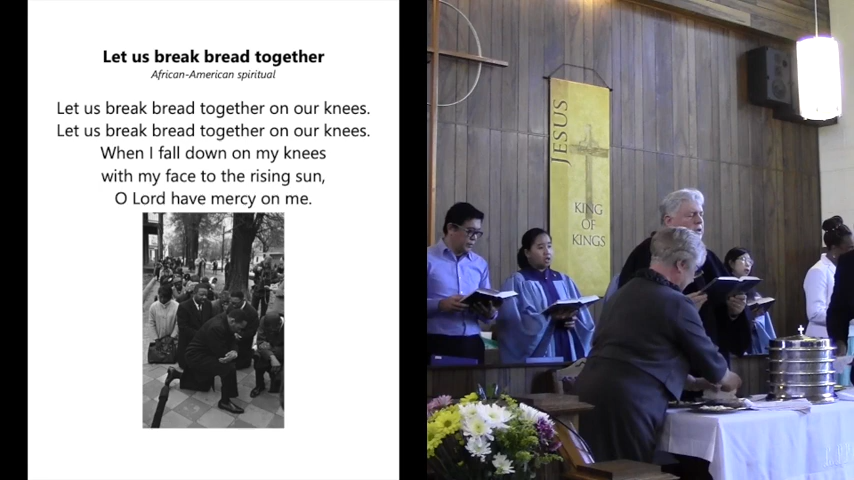 Let us break bread together
African-American spiritual
Let us break bread together on our knees.
Let us break bread together on our knees.
When I fall down on my knees
with my face to the rising sun,
O Lord have mercy on me.
JESUS
KING
OF
KINGS